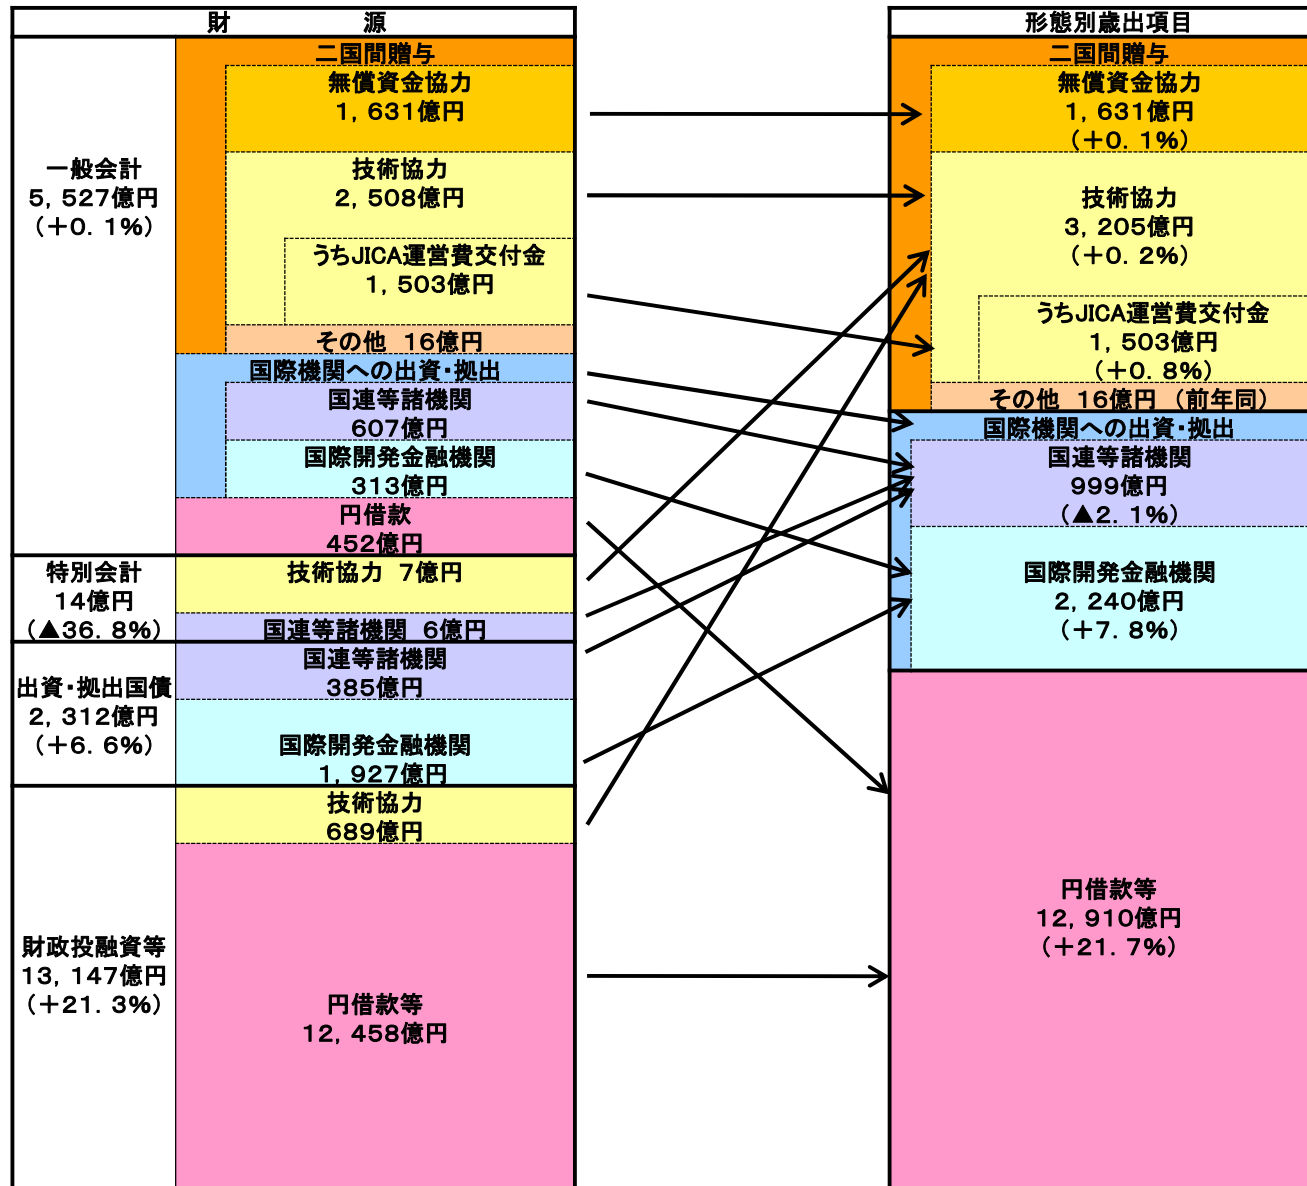 財　　　源
一般会計
5,527億円
(+0.1%)
二国間贈与
無償資金協力
1,631億円
技術協力
2,508億円
うちJICA運営費交付金
1,503億円
その他 16億円
国際機関への出資・拠出
国連等諸機関
607億円
国際開発金融機関
313億円
円借款
452億円
特別会計
14億円
(▲36.8%)
技術協力 7億円
国連等諸機関 6億円
出資・拠出国債
2,312億円
(+6.6%)
国連等諸機関
385億円
国際開発金融機関
1,927億円
財政投融資等
13,147億円
(+21.3%)
技術協力
689億円
円借款等
12,458億円
形態別歳出項目
二国間贈与
無償資金協力
1,631億円
(+0.1%)
技術協力
3,205億円
(+0.2%)
うちJICA運営費交付金
1,503億円
(+0.8%)
その他 16億円 (前年同)
国際機関への出資・拠出
国連等諸機関
999億円
(▲2.1%)
国際開発金融機関
2,240億円
(+7.8%)
円借款等
12,910億円
(+21.7%)